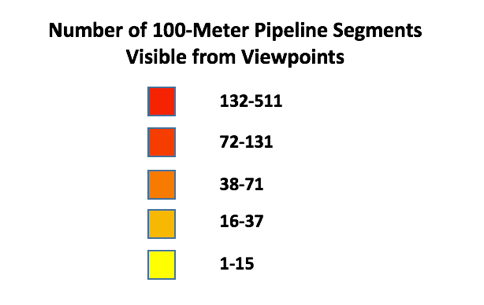 Number of 100-Meter Pipeline Segments
Visible from Viewpoints
132-511
72-131
38-71
16-37
1-15